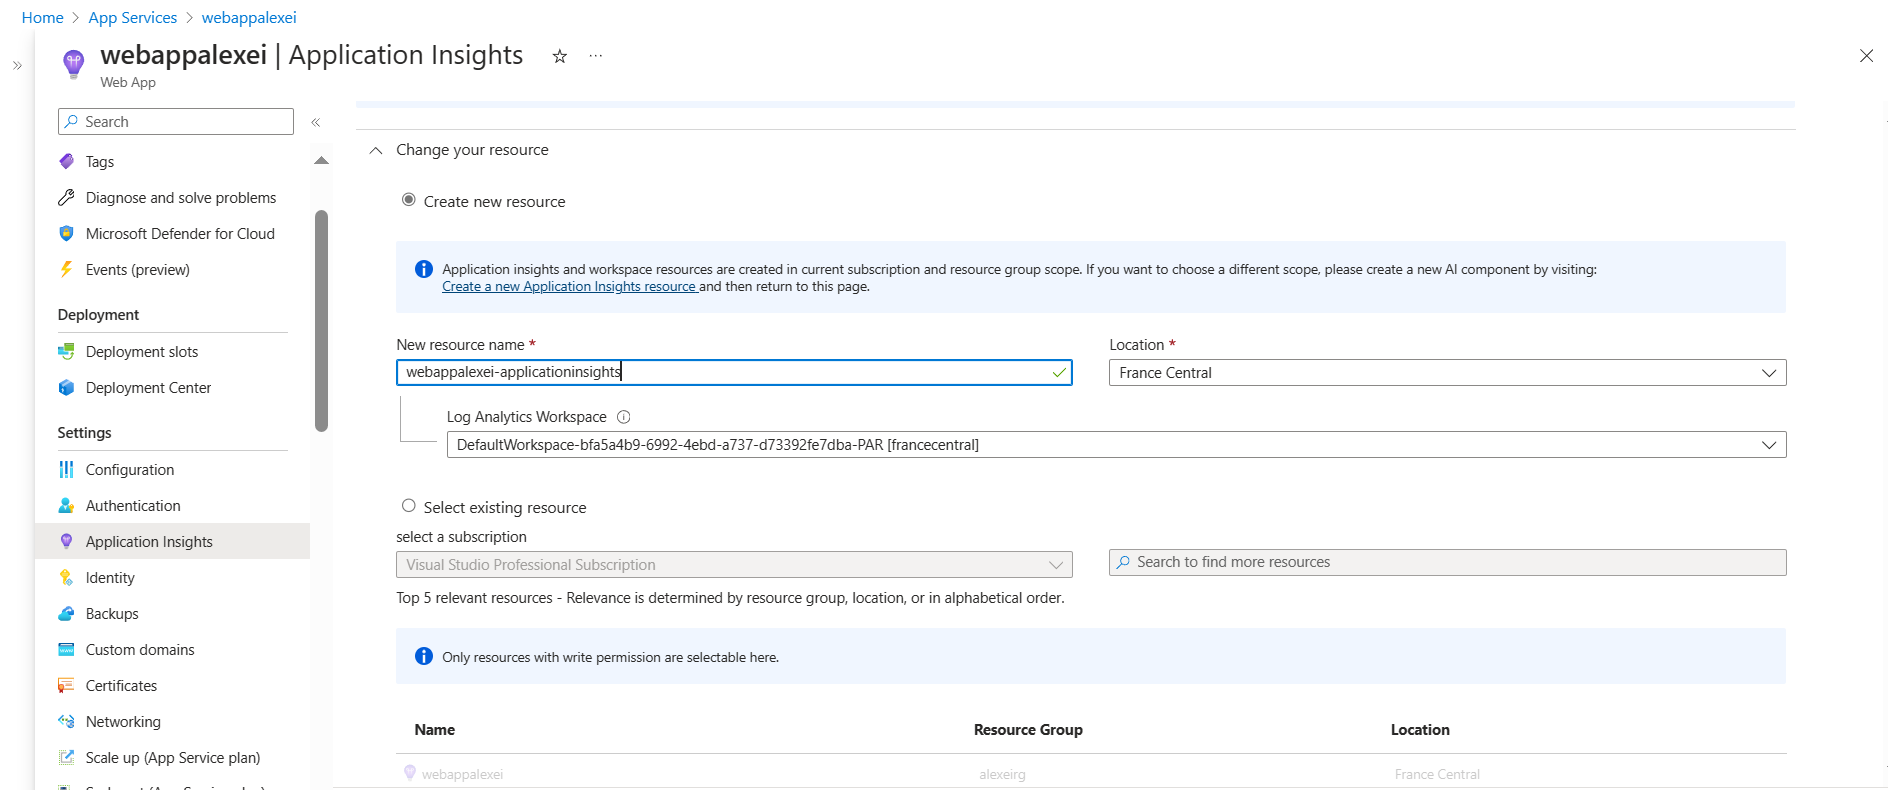 Home > App Services > webappalexei
webappalexei | Application Insights
Web App
Search
Tags
Diagnose and solve problems
Microsoft Defender for Cloud
Events (preview)
Deployment
Deployment slots
Deployment Center
Settings
Configuration
Authentication
Application Insights
Identity
Backups
Custom domains
Certificates
Networking
Scale up (App Service plan)
Change your resource
Create new resource
Application insights and workspace resources are created in current subscription and resource group scope. If you want to choose a different scope, please create a new AI component by visiting:
Create a new Application Insights resource and then return to this page.
New resource name *
Location *
webappalexei-applicationinsights
France Central
Log Analytics Workspace
DefaultWorkspace-bfa5a4b9-6992-4ebd-a737-d73392fe7dba-PAR [francecentral]
Select existing resource
select a subscription
Visual Studio Professional Subscription
Search to find more resources
Top 5 relevant resources - Relevance is determined by resource group, location, or in alphabetical order.
Only resources with write permission are selectable here.
Name Resource Group Location
webappalexei alexeirg France Central